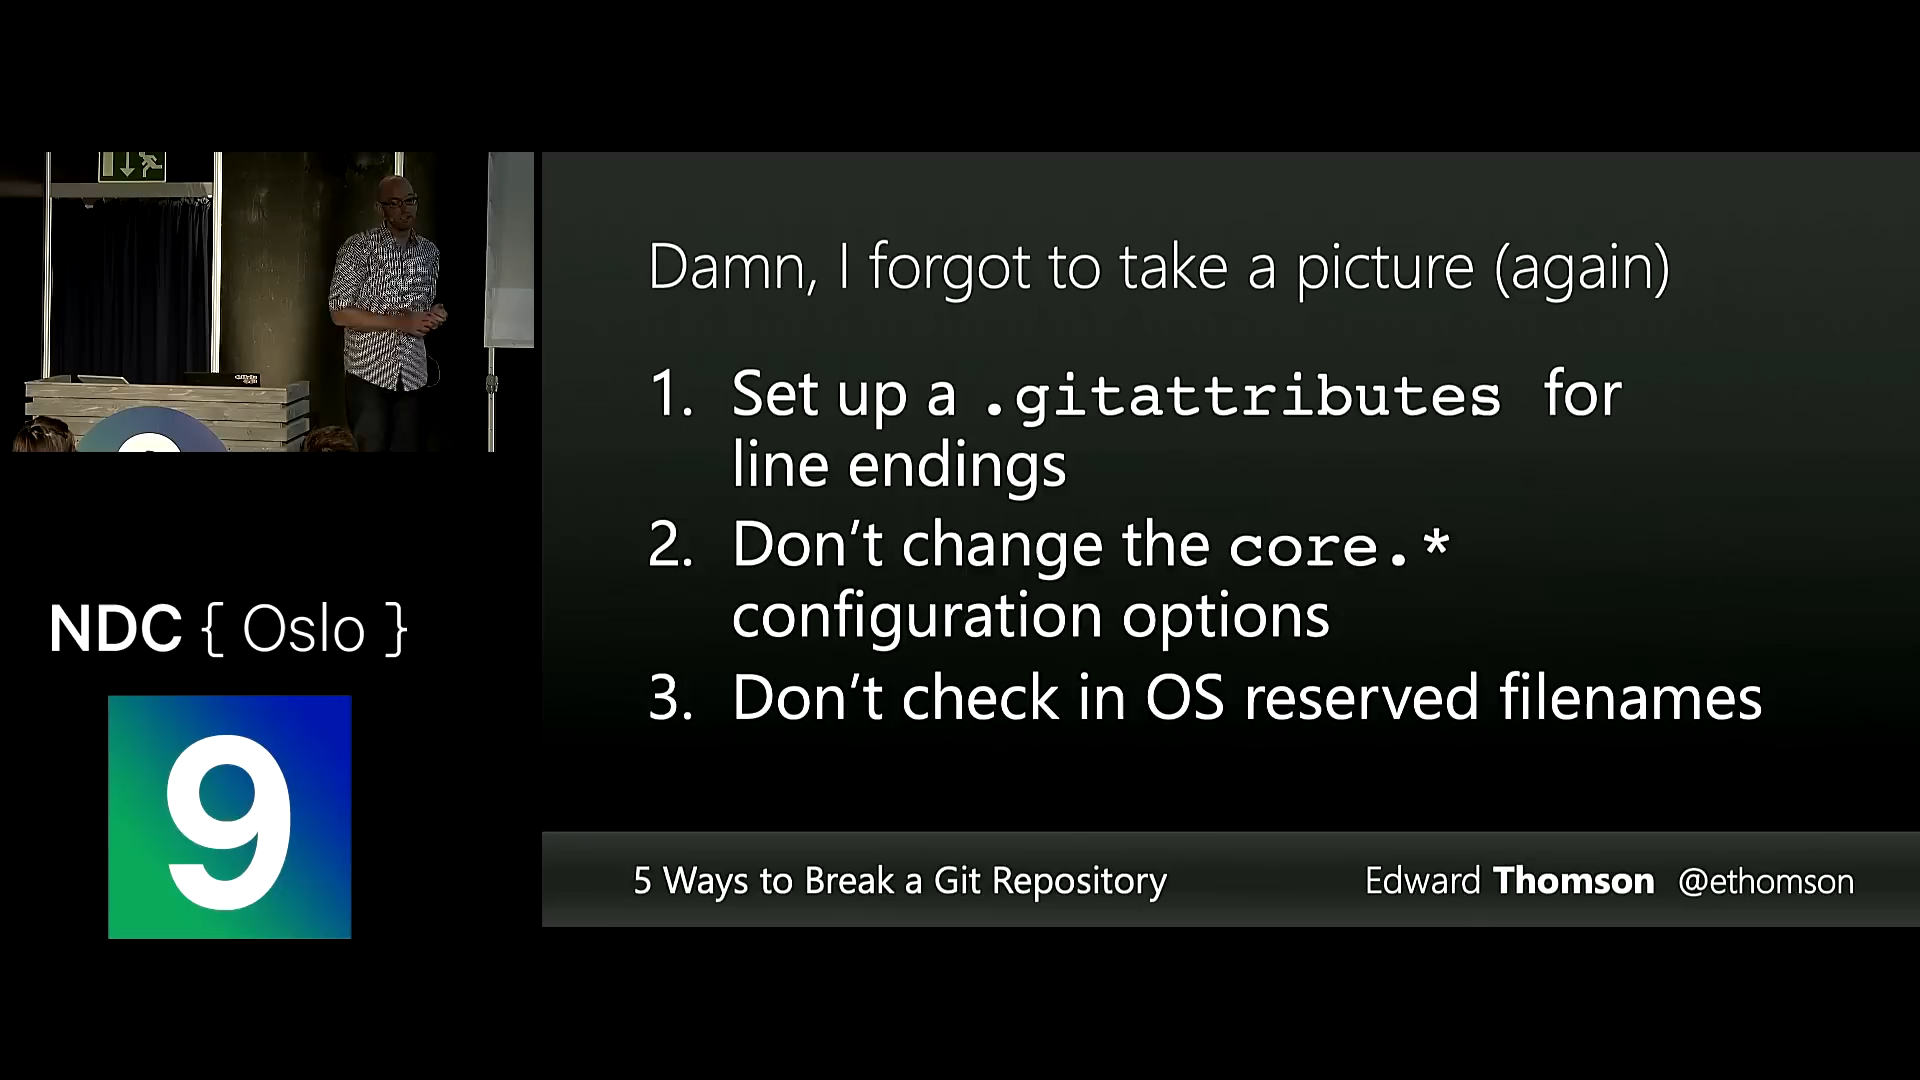 Damn, I forgot to take a picture (again)
1. Set up a .gitattributes for
line endings
2. Don’t change the core.*
configuration options
3. Don’t check in OS reserved filenames
NDC { Oslo }
9
5 Ways to Break a Git Repository
Edward Thomson @ethomson